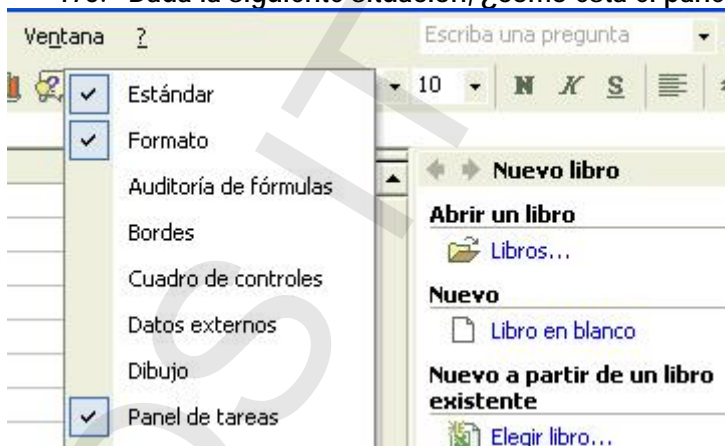 Dada la siguiente situación, ¿cómo está el pane
Ventana ? Escriba una pregunta
10 N K S
Estándar
Formato
Auditoría de fórmulas
Bordes
Cuadro de controles
Datos externos
Dibujo
Panel de tareas
Nuevo libro
Abrir un libro
Libros...
Nuevo
Libro en blanco
Nuevo a partir de un libro
existente
Elegir libro...